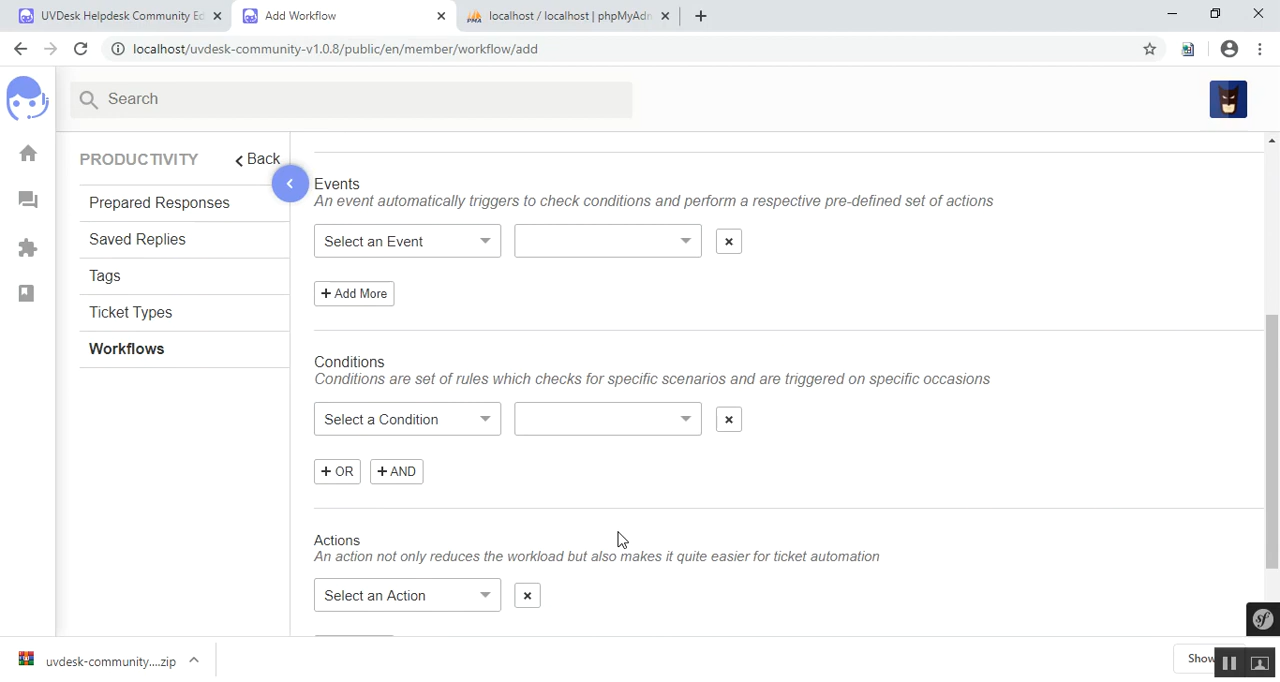 UVDesk Helpdesk Community Ec
Add Workflow
localhost / localhost | phpMyAdn
localhost/uvdesk-community-v1.0.8/public/en/member/workflow/add
Search
PRODUCTIVITY
Back
Prepared Responses
Saved Replies
Tags
Ticket Types
Workflows
Events
An event automatically triggers to check conditions and perform a respective pre-defined set of actions
Select an Event
+ Add More
Conditions
Conditions are set of rules which checks for specific scenarios and are triggered on specific occasions
Select a Condition
+ OR
+ AND
Actions
An action not only reduces the workload but also makes it quite easier for ticket automation
Select an Action
uvdesk-community....zip
Show